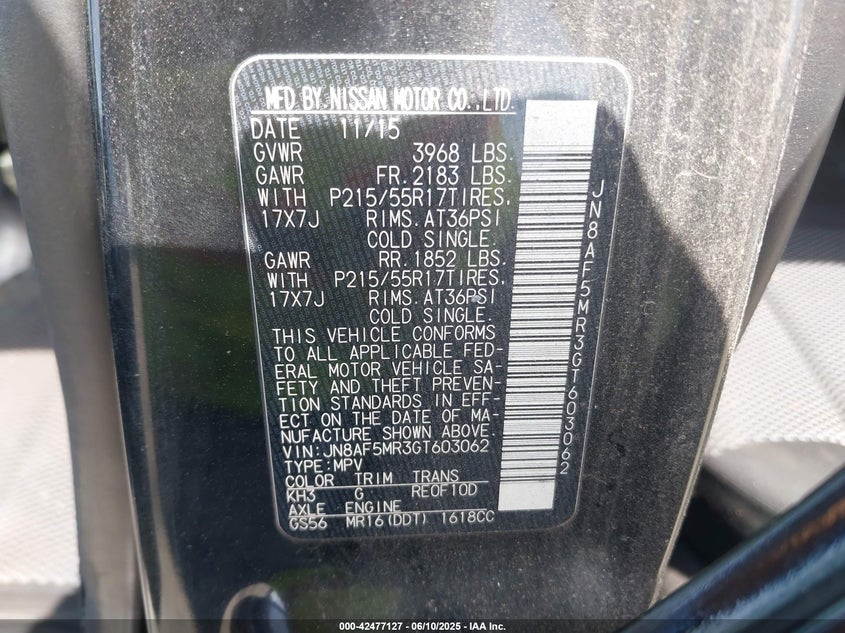 MFD BY NISSAN MOTOR CO.,LTD.
DATE 11/15
GVWR 3968 LBS.
GAWR FR. 2183 LBS.
WITH P215/55R17TIRES,
17X7J RIMS. AT36PSI
COLD SINGLE.
GAWR RR. 1852 LBS.
WITH P215/55R17TIRES,
17X7J RIMS. AT36PSI
COLD SINGLE.
THIS VEHICLE CONFORMS
TO ALL APPLICABLE FED-
ERAL MOTOR VEHICLE SA-
FETY AND THEFT PREVEN-
TION STANDARDS IN EFF-
ECT ON THE DATE OF MA-
NUFACTURE SHOWN ABOVE.
VIN:JN8AF5MR3GT603062
TYPE:MPV
COLOR TRIM TRANS
KH3 G RE0F10D
AXLE ENGINE
GS56 MR16(DDT) 1618CC
JN8AF5MR3GT603062
000-42477127 - 06/10/2025 - IAA Inc.